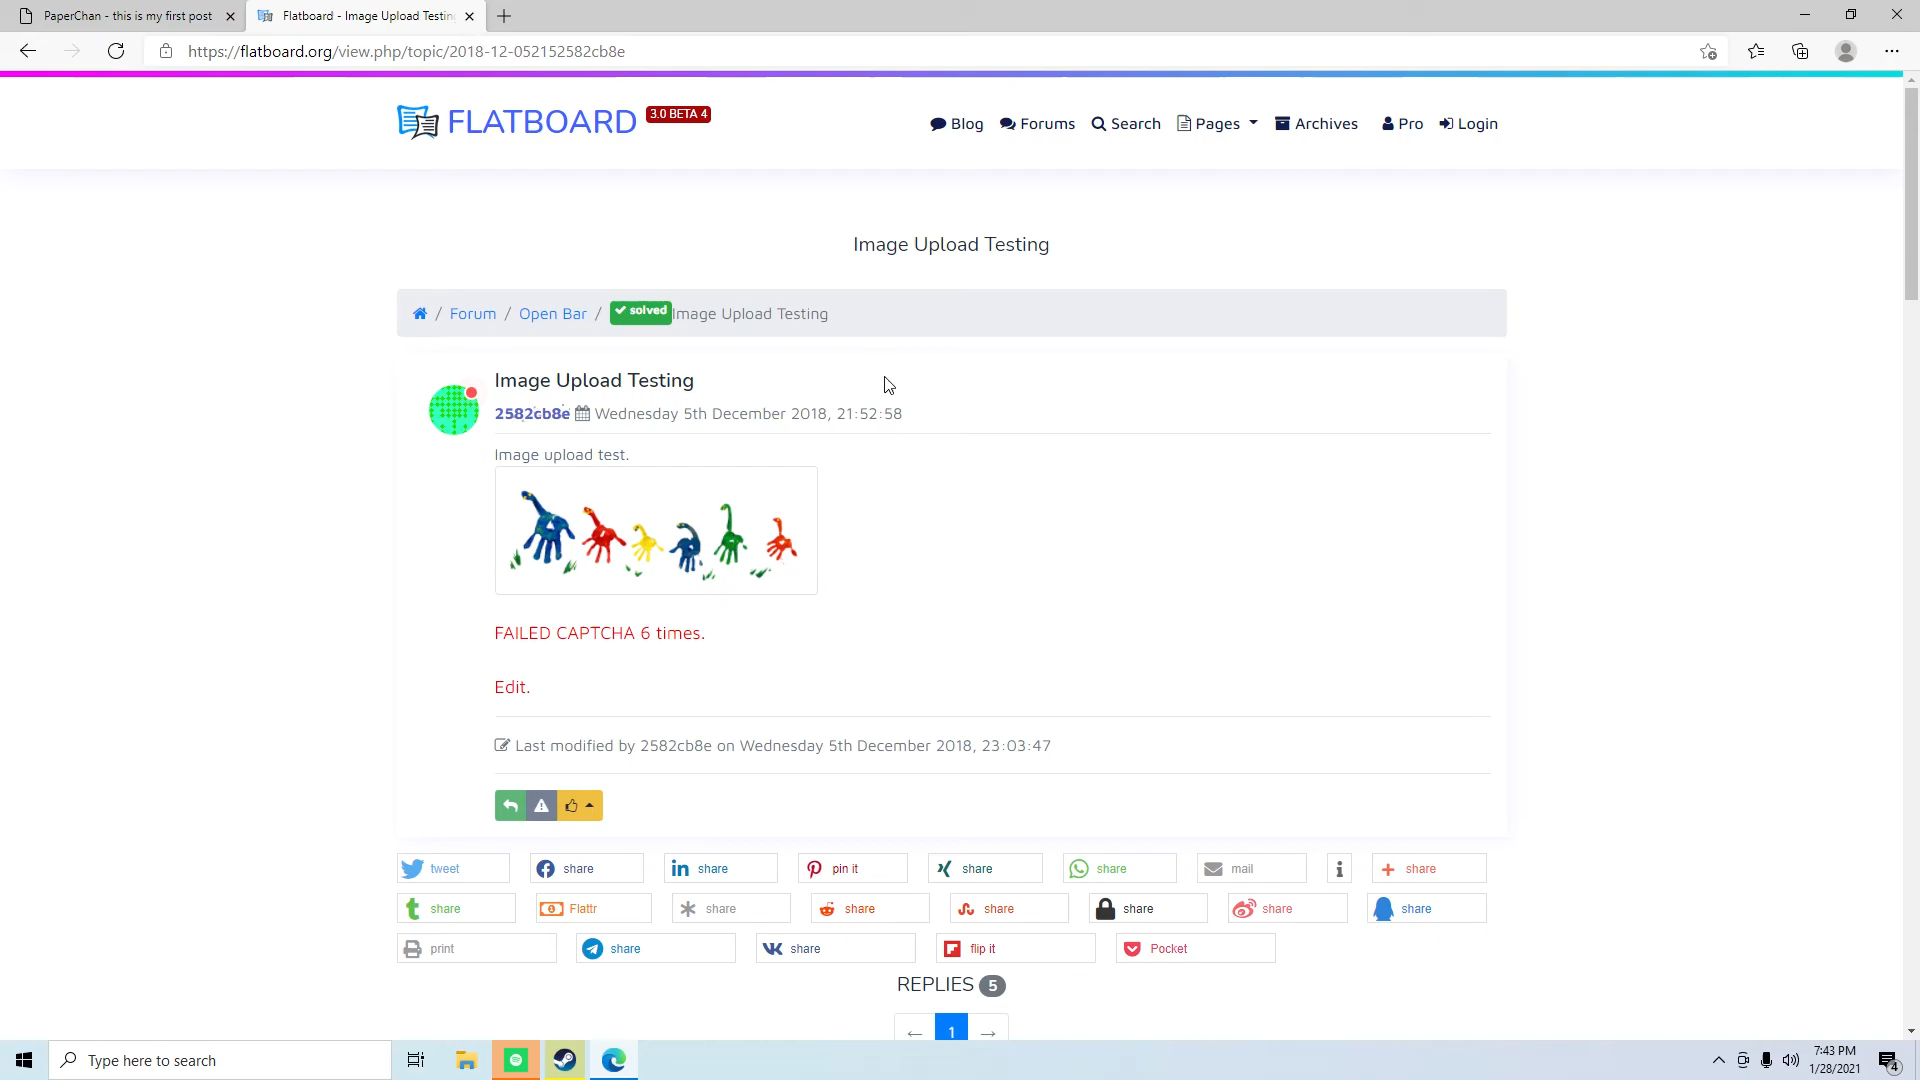 PaperChan - this is my first post
Flatboard - Image Upload Testin
https://flatboard.org/view.php/topic/2018-12-052152582cb8e
FLATBOARD 3.0 BETA 4
Blog Forums Search Pages Archives Pro Login
Image Upload Testing
/ Forum / Open Bar / solved Image Upload Testing
Image Upload Testing
2582cb8e Wednesday 5th December 2018, 21:52:58
Image upload test.
FAILED CAPTCHA 6 times.
Edit.
Last modified by 2582cb8e on Wednesday 5th December 2018, 23:03:47
tweet share share pin it share share mail share
share Flattr share share share share share share
print share share flip it Pocket
REPLIES 5
← 1 →
Type here to search
7:43 PM
1/28/2021
4